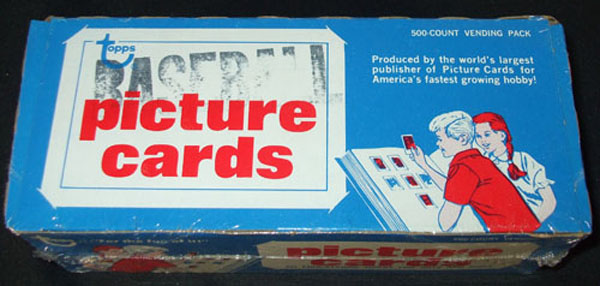 topps
BASEBALL
picture
cards
500-COUNT VENDING PACK
Produced by the world's largest
publisher of Picture Cards for
America's fastest growing hobby!
picture
cards